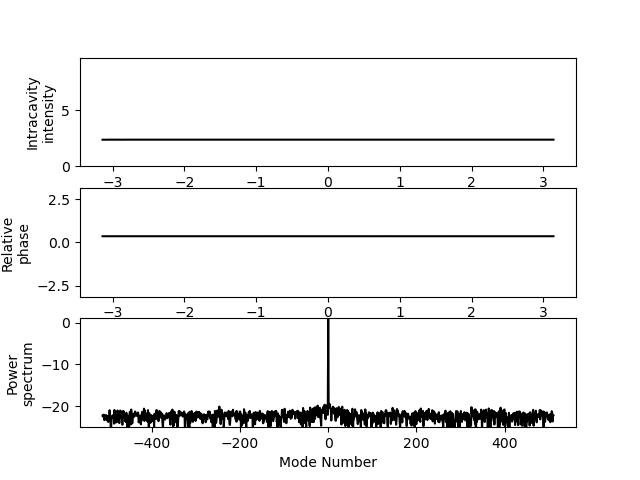 Intracavity
intensity
5
0
−3 −2 −1 0 1 2 3
Relative
phase
2.5
0.0
−2.5
−3 −2 −1 0 1 2 3
Power
spectrum
0
−10
−20
−400 −200 0 200 400
Mode Number